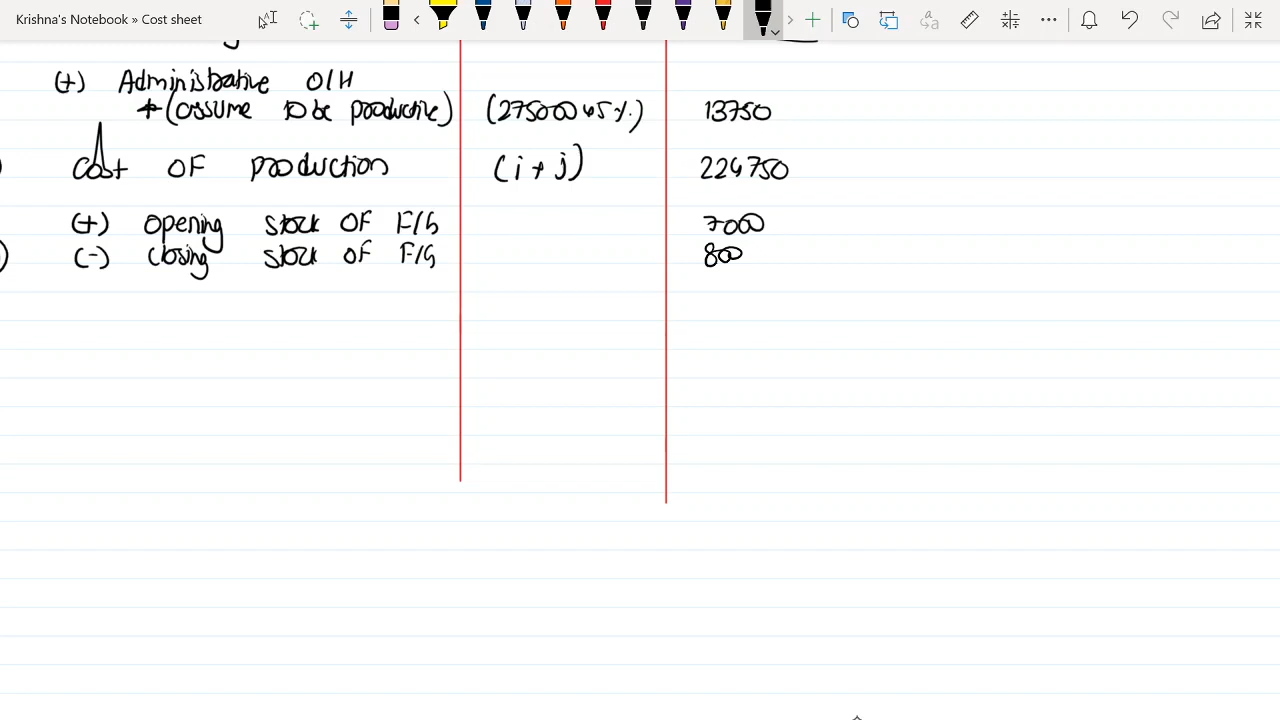 Krishna's Notebook » Cost sheet
(+) Administrative O/H
+ (assume to be productive) (275000 * 5%) 13750
Cost OF production (i + j) 224750
(+) opening stock OF F/G 7000
(-) closing stock OF F/G 800